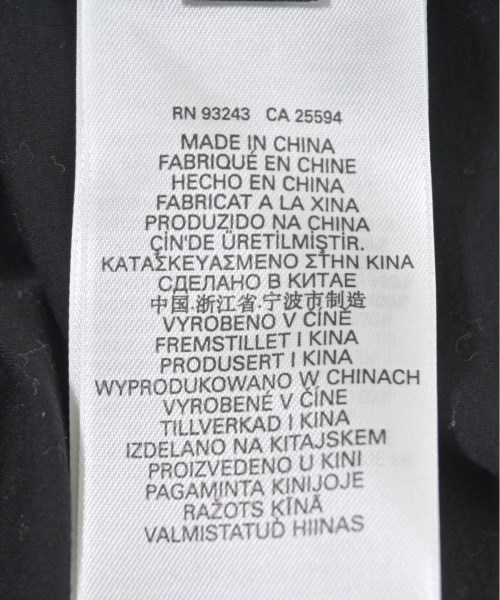 RN 93243 CA 25594
MADE IN CHINA
FABRIQUÉ EN CHINE
HECHO EN CHINA
FABRICAT A LA XINA
PRODUZIDO NA CHINA
ÇİN'DE ÜRETİLMİŞTİR.
ΚΑΤΑΣΚΕΥΑΣΜΕΝΟ ΣΤΗΝ ΚΙΝΑ
СДЕЛАНО В КИТАЕ
中国.浙江省.宁波市制造
VYROBENO V ČÍNĚ
FREMSTILLET I KINA
PRODUSERT I KINA
WYPRODUKOWANO W CHINACH
VYROBENÉ V ČÍNE
TILLVERKAD I KINA
IZDELANO NA KITAJSKEM
PROIZVEDENO U KINI
PAGAMINTA KINIJOJE
RAŽOTS ĶĪNĀ
VALMISTATUD HIINAS